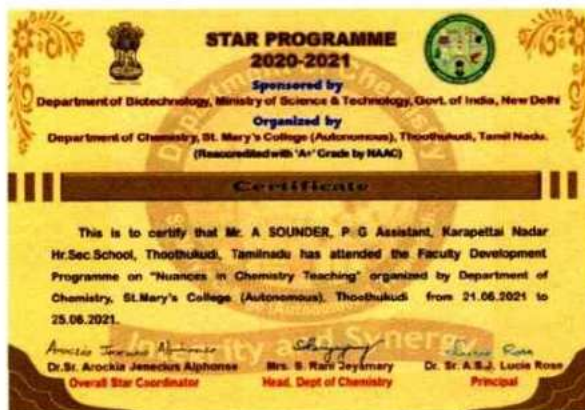 STAR PROGRAMME
2020-2021
Sponsored by
Department of Biotechnology, Ministry of Science & Technology, Govt. of India, New Delhi
Organized by
Department of Chemistry, St. Mary's College (Autonomous), Thoothukudi, Tamil Nadu.
(Reaccredited with 'A+' Grade by NAAC)
Certificate
This is to certify that Mr. A SOUNDER, P G Assistant, Karapettai Nadar
Hr.Sec.School, Thoothukudi, Tamilnadu has attended the Faculty Development
Programme on "Nuances in Chemistry Teaching" organized by Department of
Chemistry, St.Mary's College (Autonomous), Thoothukudi from 21.06.2021 to
25.06.2021.
Integrity and Synergy
Dr.Sr. Arockia Jenecius Alphonse Mrs. S. Rani Jeyamary Dr. Sr. A.S.J. Lucia Rose
Overall Star Coordinator Head, Dept of Chemistry Principal